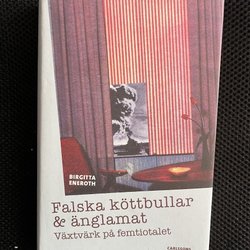 BIRGITTA
ENEROTH
Falska köttbullar
& änglamat
Växtvärk på femtiotalet
CARLSSONS